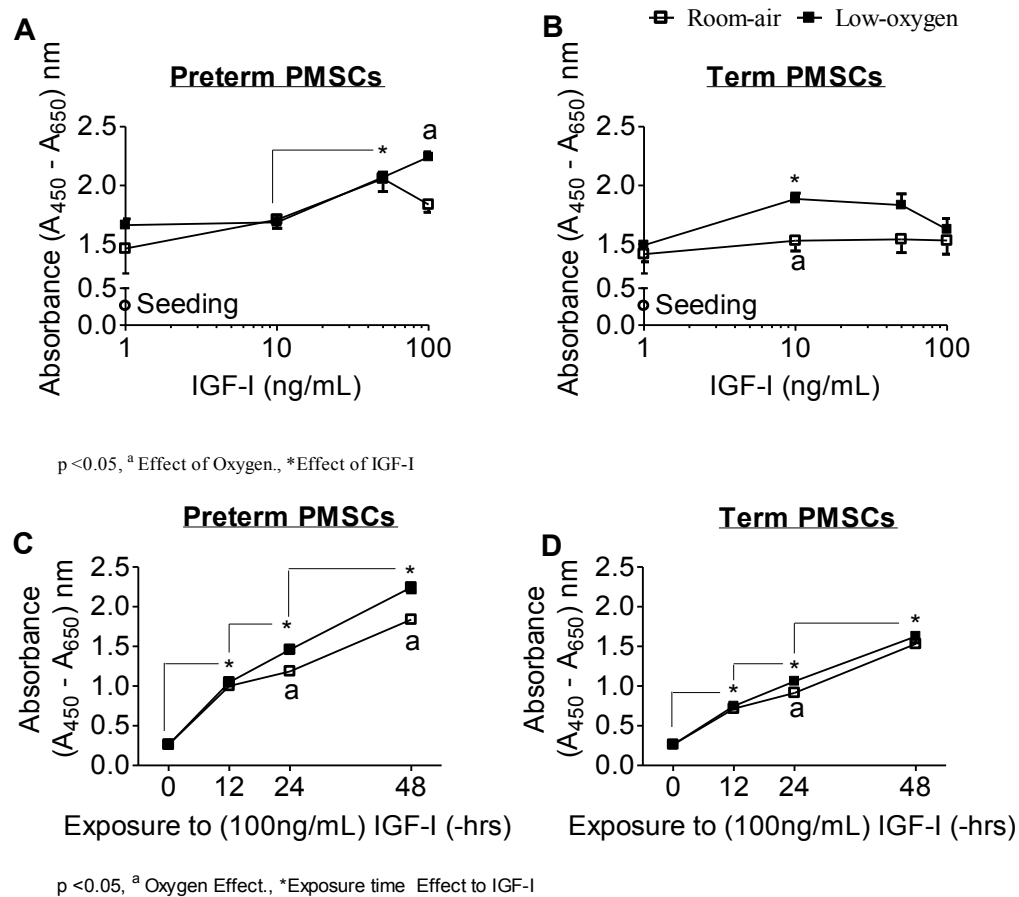 Room-air Low-oxygen
A
Preterm PMSCs
Absorbance (A450 - A650) nm
2.5
2.0
1.5
0.5
0.0
a
*
Seeding
1 10 100
IGF-I (ng/mL)
B
Term PMSCs
Absorbance (A450 - A650) nm
2.5
2.0
1.5
0.5
0.0
*
a
Seeding
1 10 100
IGF-I (ng/mL)
p <0.05, a Effect of Oxygen., *Effect of IGF-I
C
Preterm PMSCs
Absorbance
(A450 - A650) nm
2.5
2.0
1.5
1.0
0.5
0.0
* * *
a a
0 12 24 48
Exposure to (100ng/mL) IGF-I (-hrs)
D
Term PMSCs
Absorbance
(A450 - A650) nm
2.5
2.0
1.5
1.0
0.5
0.0
* * *
a
0 12 24 48
Exposure to (100ng/mL) IGF-I (-hrs)
p <0.05, a Oxygen Effect., *Exposure time Effect to IGF-I